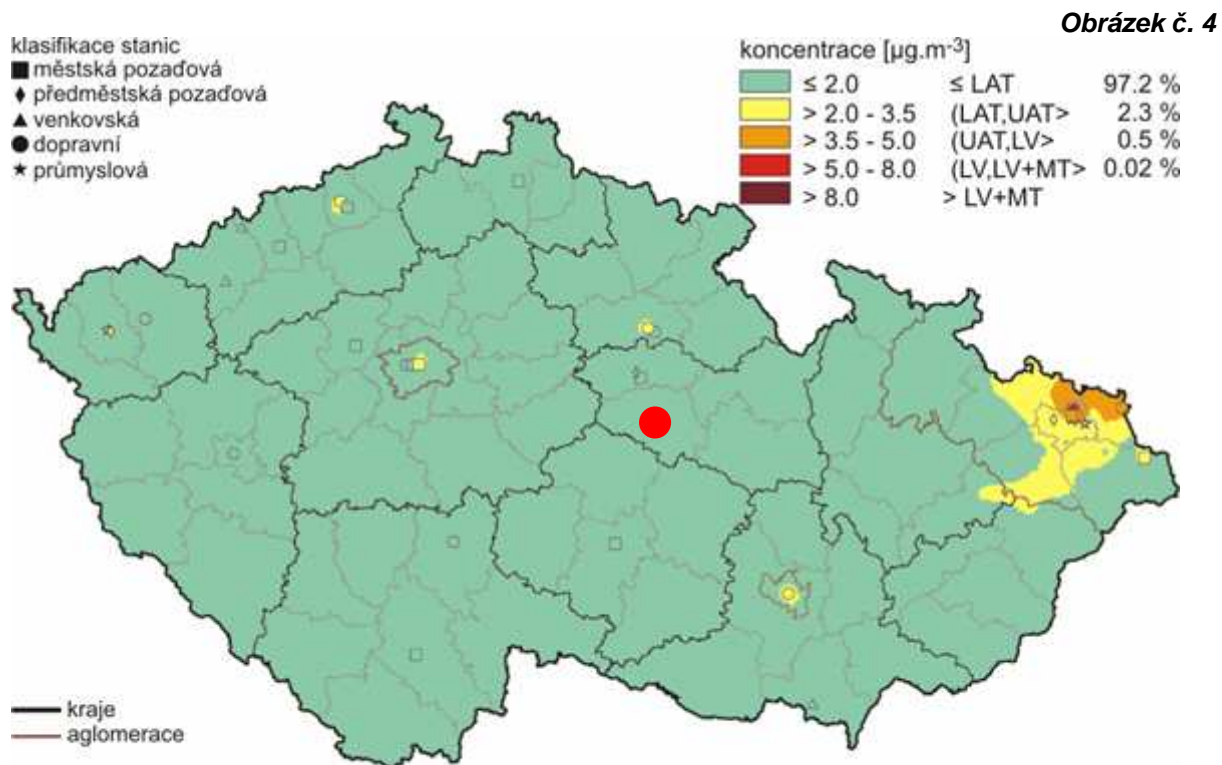 Obrázek č. 4
klasifikace stanic
městská pozaďová
předměstská pozaďová
venkovská
dopravní
průmyslová
koncentrace [µg.m-3]
≤ 2.0 ≤ LAT 97.2 %
> 2.0 - 3.5 (LAT,UAT> 2.3 %
> 3.5 - 5.0 (UAT,LV> 0.5 %
> 5.0 - 8.0 (LV,LV+MT> 0.02 %
> 8.0 > LV+MT
kraje
aglomerace